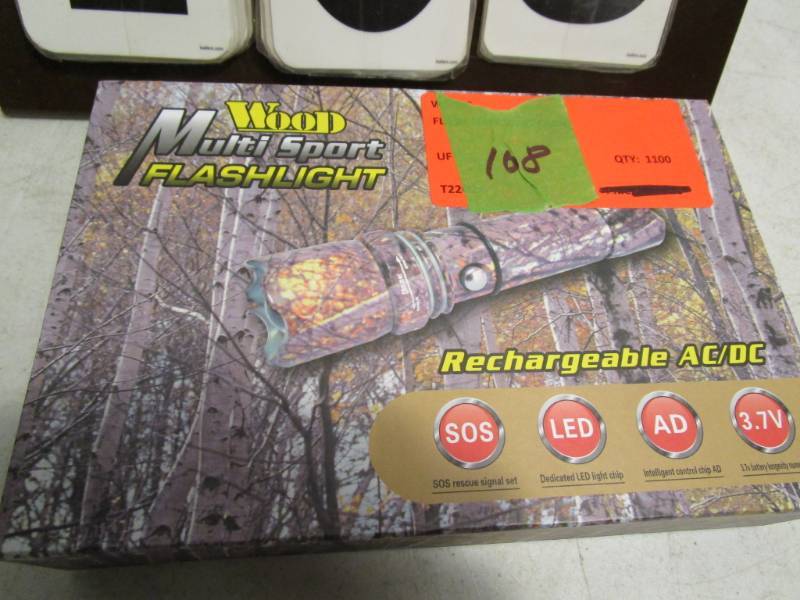 WOOD
Multi Sport
FLASHLIGHT
108
QTY: 1100
Rechargeable AC/DC
SOS
LED
AD
3.7V
SOS rescue signal set
Dedicated LED light chip
Intelligent control chip AD